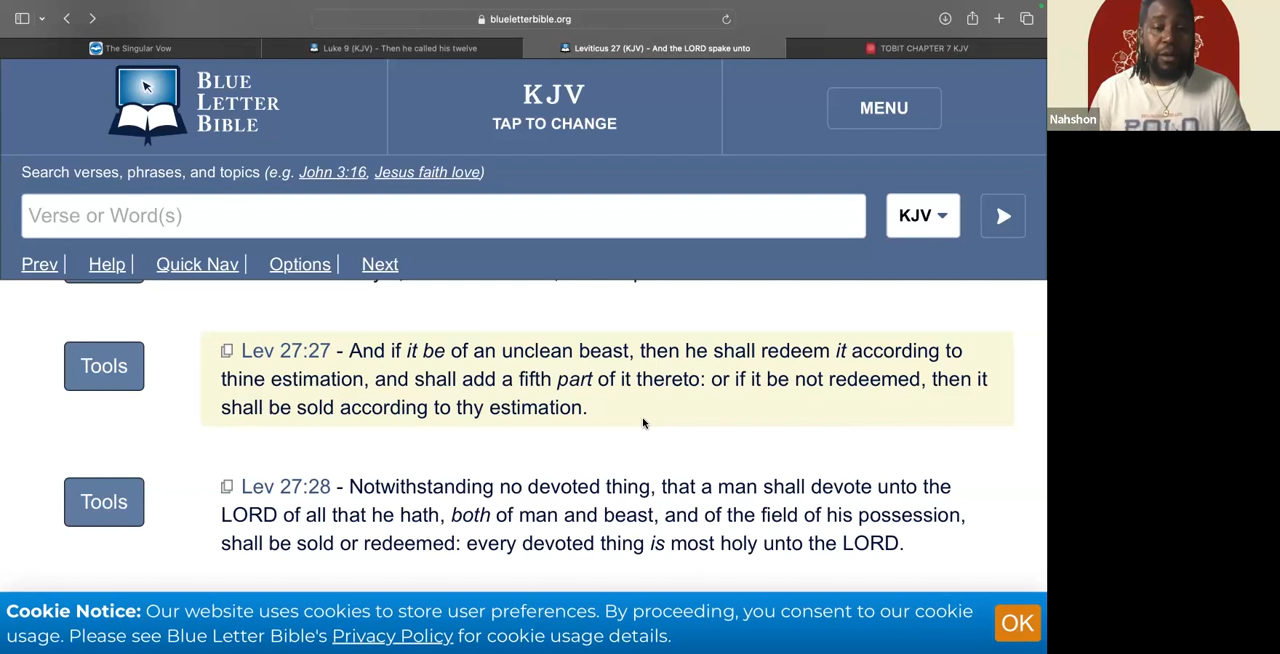 blueletterbible.org
The Singular Vow
Luke 9 (KJV) - Then he called his twelve
Leviticus 27 (KJV) - And the LORD spake unto
TOBIT CHAPTER 7 KJV
BLUE
LETTER
BIBLE
KJV
TAP TO CHANGE
MENU
Nahshon
POLO
Search verses, phrases, and topics (e.g. John 3:16, Jesus faith love)
Verse or Word(s)
KJV
Prev | Help | Quick Nav | Options | Next
Tools
Lev 27:27 - And if it be of an unclean beast, then he shall redeem it according to
thine estimation, and shall add a fifth part of it thereto: or if it be not redeemed, then it
shall be sold according to thy estimation.
Tools
Lev 27:28 - Notwithstanding no devoted thing, that a man shall devote unto the
LORD of all that he hath, both of man and beast, and of the field of his possession,
shall be sold or redeemed: every devoted thing is most holy unto the LORD.
Cookie Notice: Our website uses cookies to store user preferences. By proceeding, you consent to our cookie
usage. Please see Blue Letter Bible's Privacy Policy for cookie usage details.
OK